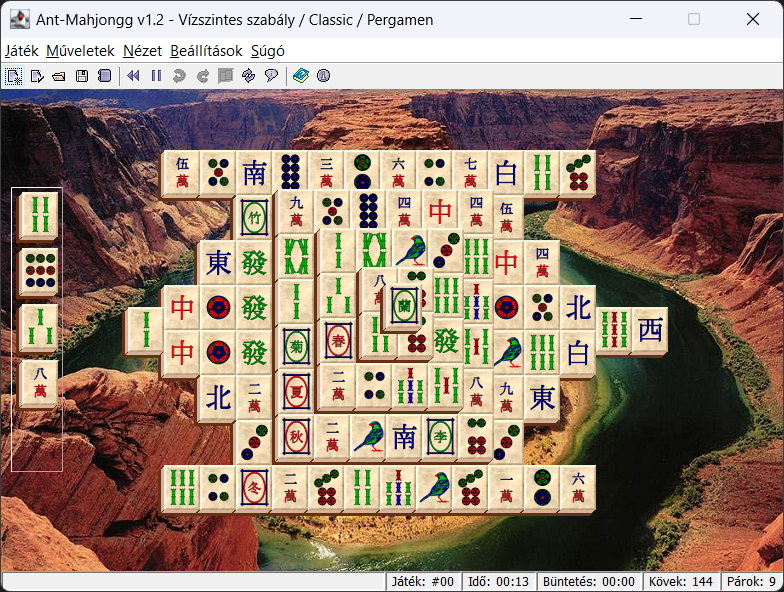 Ant-Mahjongg v1.2 - Vízszintes szabály / Classic / Pergamen
Játék Műveletek Nézet Beállítások Súgó
伍萬 南 三萬 六萬 七萬 白
竹 九萬 四萬 中 四萬 伍萬
東 發 中 四萬
中 發 八 蘭 北
西
中 發 菊 春 發 白
八萬
北 二萬 夏 二萬 八萬 九萬 東
秋 二萬 南 李
冬 二萬 一萬 六萬
Játék: #00 Idő: 00:13 Büntetés: 00:00 Kövek: 144 Párok: 9